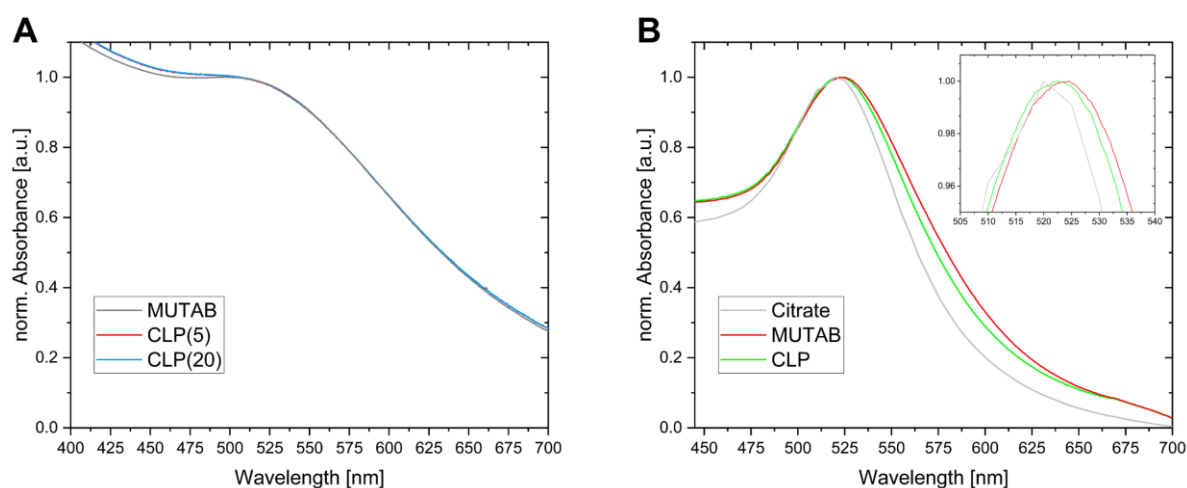 A
norm. Absorbance [a.u.]
1.0
0.8
0.6
0.4
0.2
0.0
MUTAB
CLP(5)
CLP(20)
400 425 450 475 500 525 550 575 600 625 650 675 700
Wavelength [nm]
B
norm. Absorbance [a.u.]
1.0
0.8
0.6
0.4
0.2
0.0
1.00
0.98
0.96
505 510 515 520 525 530 535 540
Citrate
MUTAB
CLP
450 475 500 525 550 575 600 625 650 675 700
Wavelength [nm]